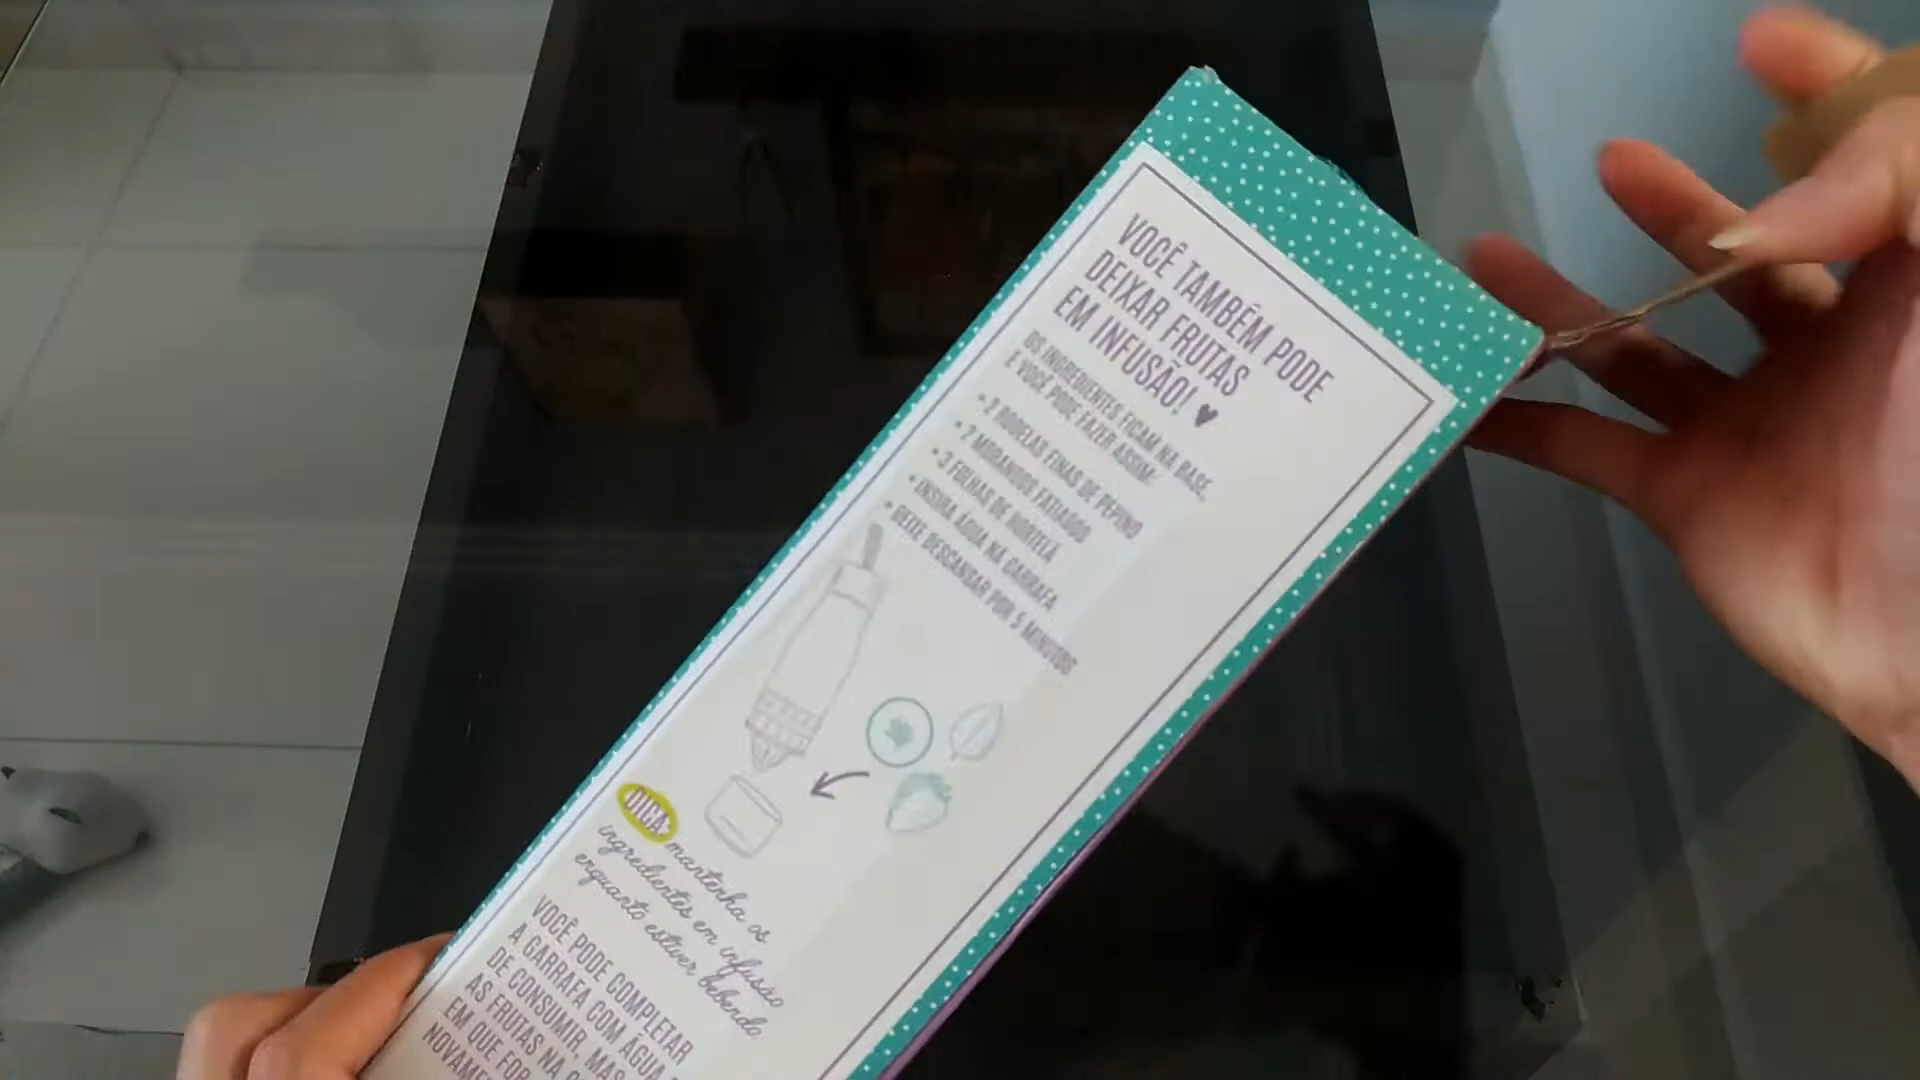 VOCÊ TAMBÉM PODE
DEIXAR FRUTAS
EM INFUSÃO! ♥
OS INGREDIENTES FICAM NA BASE,
E VOCÊ PODE FAZER ASSIM:
• 2 RODELAS FINAS DE PEPINO
• 2 MORANGOS FATIADOS
• 3 FOLHAS DE HORTELÃ
• INSIRA ÁGUA NA GARRAFA
• DEIXE DESCANSAR POR 5 MINUTOS
DICA: mantenha os
ingredientes em infusão
enquanto estiver bebendo
VOCÊ PODE COMPLETAR
A GARRAFA COM ÁGUA
DE CONSUMIR, MAS
AS FRUTAS NA
EM QUE FOR